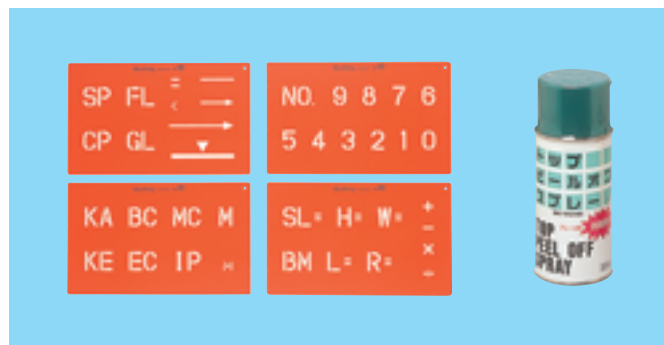 SP FL = —
< →
CP GL →
▼
NO. 9 8 7 6
5 4 3 2 1 0
KA BC MC M
KE EC IP
SL= H= W= +
−
BM L= R= ×
÷
トップ
ピールオフ
スプレー
TOP
PEEL OFF
SPRAY